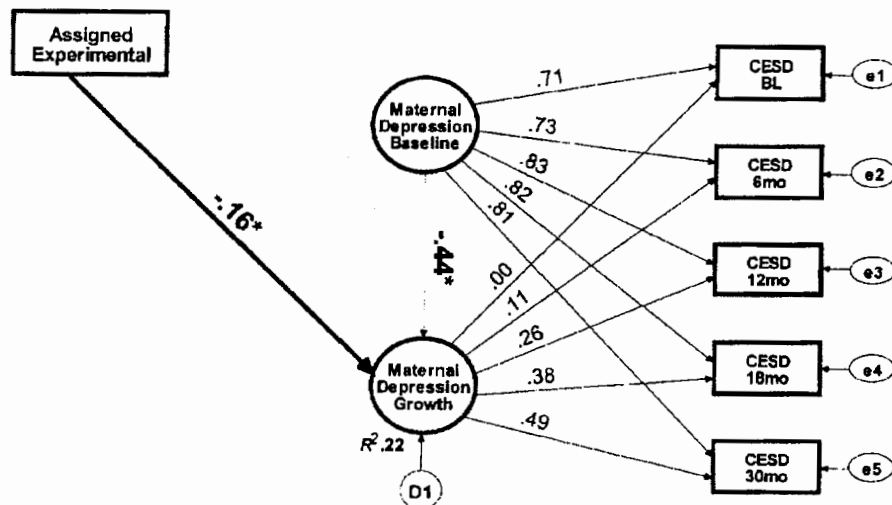 Assigned
Experimental
-.16*
Maternal
Depression
Baseline
-.44*
Maternal
Depression
Growth
R² .22
D1
.71
.73
.83
.82
.81
.00
.11
.26
.38
.49
CESD
BL
e1
CESD
6mo
e2
CESD
12mo
e3
CESD
18mo
e4
CESD
30mo
e5